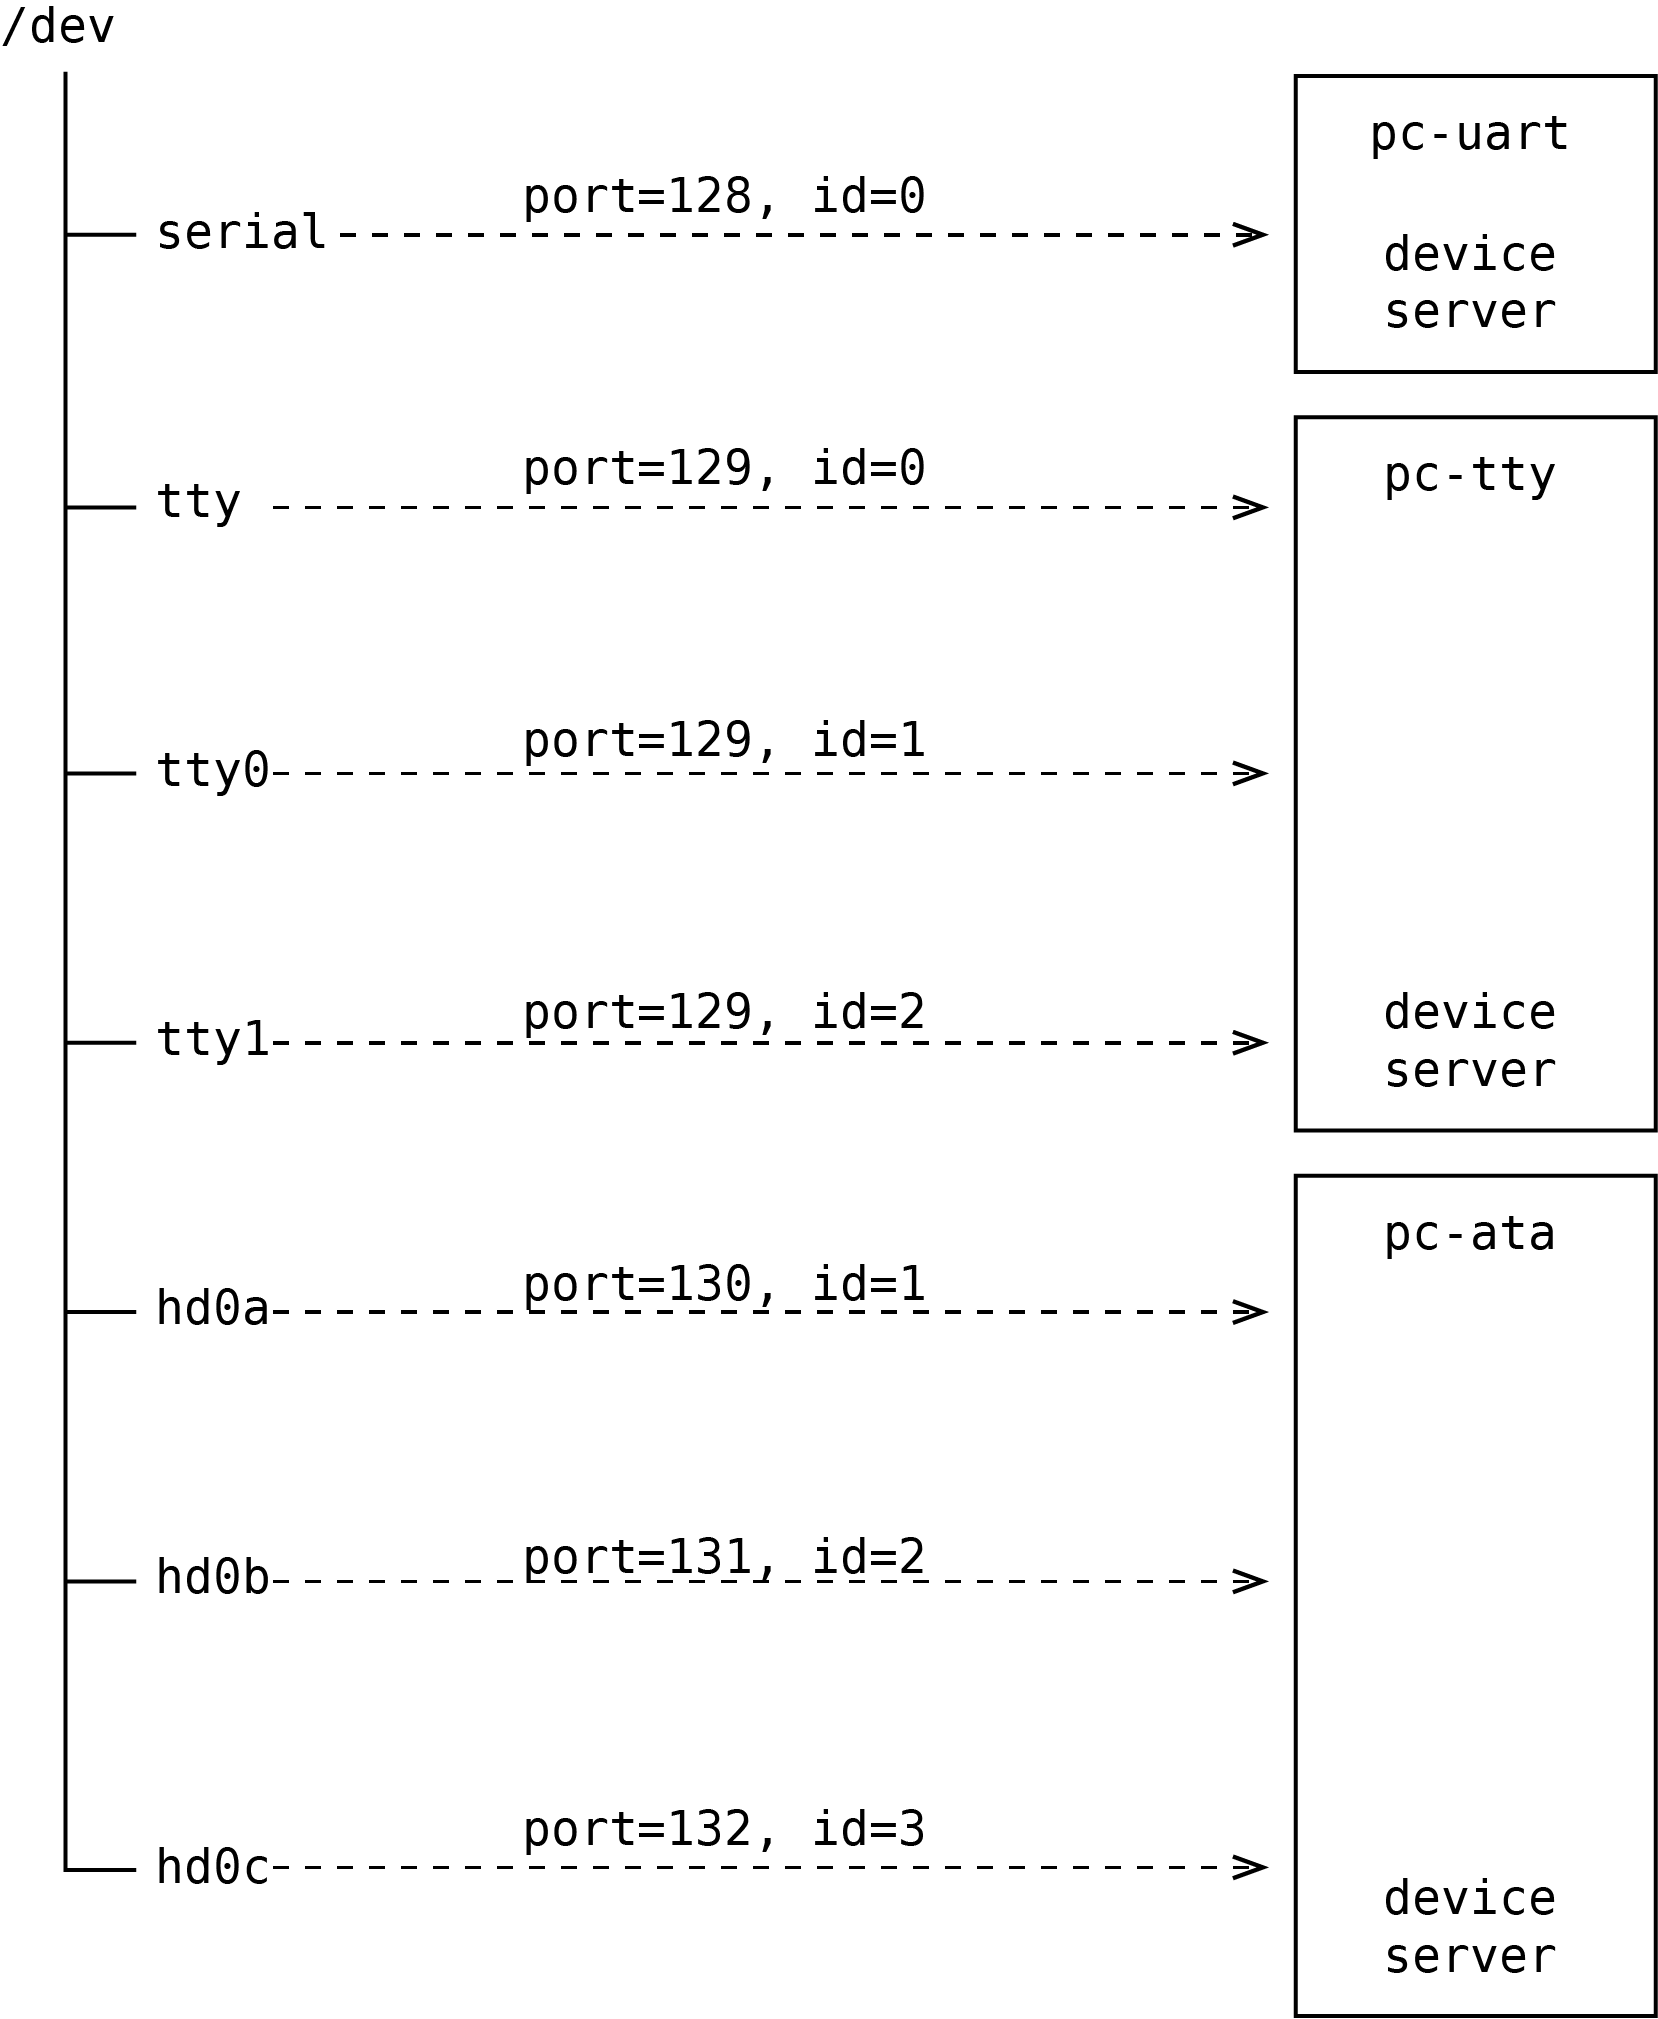 /dev
pc-uart
port=128, id=0
serial
device
server
port=129, id=0
pc-tty
tty
port=129, id=1
tty0
port=129, id=2
device
tty1
server
pc-ata
port=130, id=1
hd0a
port=131, id=2
hd0b
port=132, id=3
hd0c
device
server